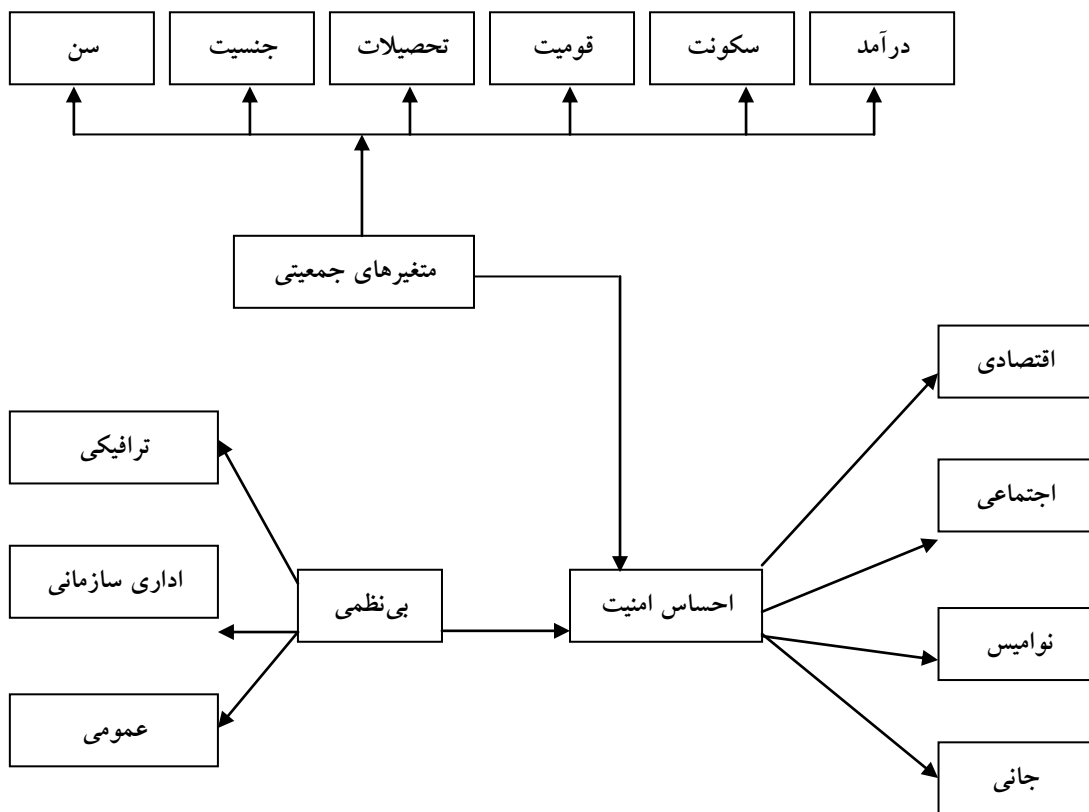 درآمد
سکونت
قومیت
تحصیلات
جنسیت
سن
متغیرهای جمعیتی
اقتصادی
ترافیکی
اجتماعی
اداری سازمانی
احساس امنیت
بی‌نظمی
نوامیس
عمومی
جانی